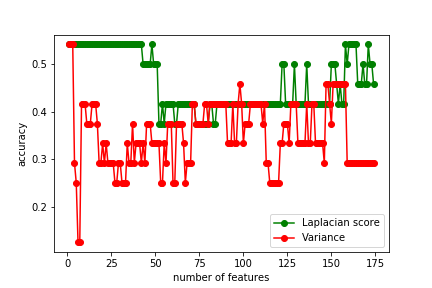 0.5
0.4
0.3
0.2
accuracy
0 25 50 75 100 125 150 175
number of features
Laplacian score
Variance